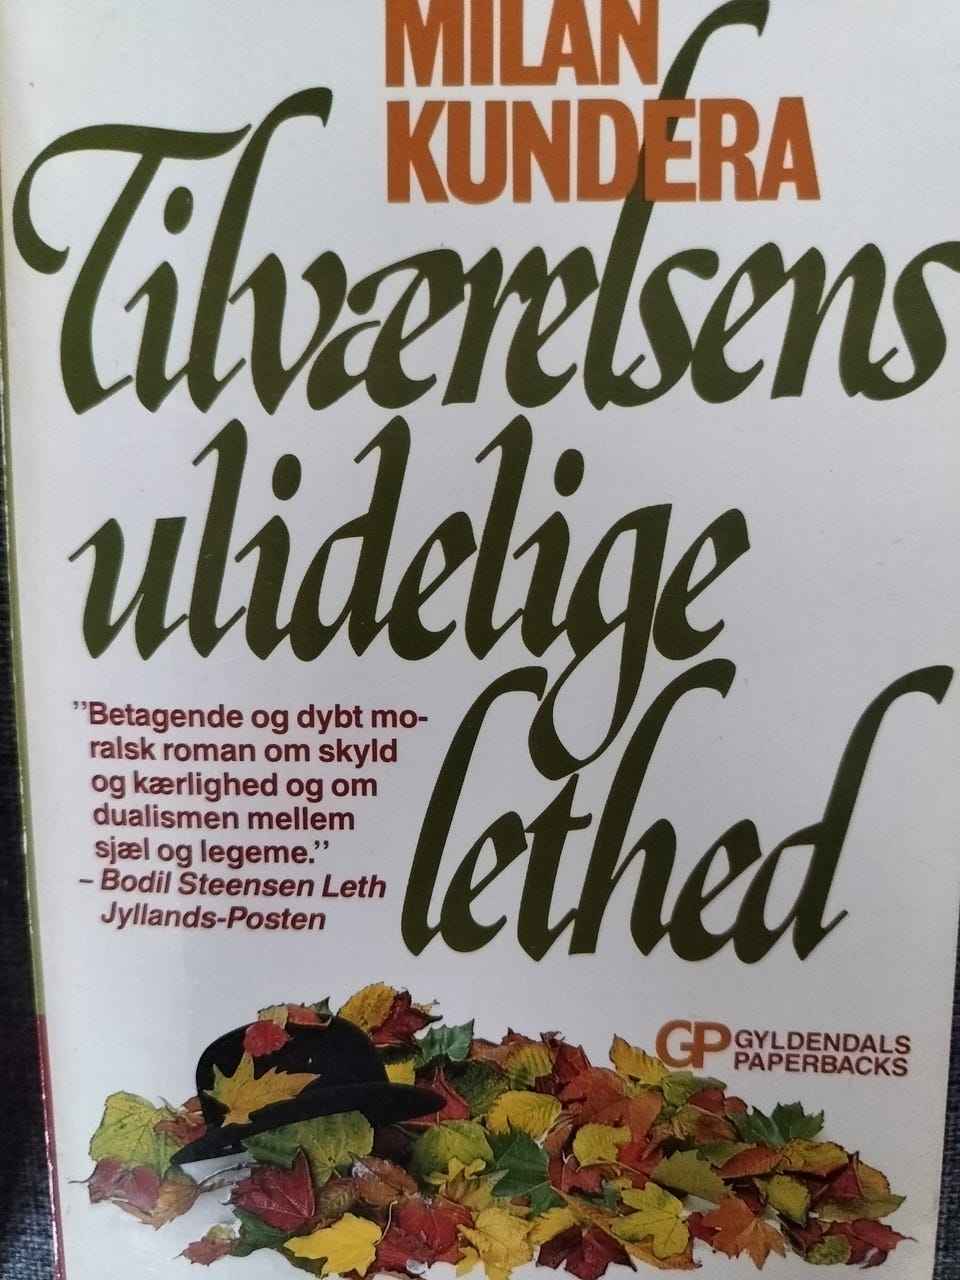 MILAN
KUNDERA
Tilværelsens
ulidelige
lethed
”Betagende og dybt mo-
ralsk roman om skyld
og kærlighed og om
dualismen mellem
sjæl og legeme.”
– Bodil Steensen Leth
Jyllands-Posten
GP GYLDENDALS
PAPERBACKS